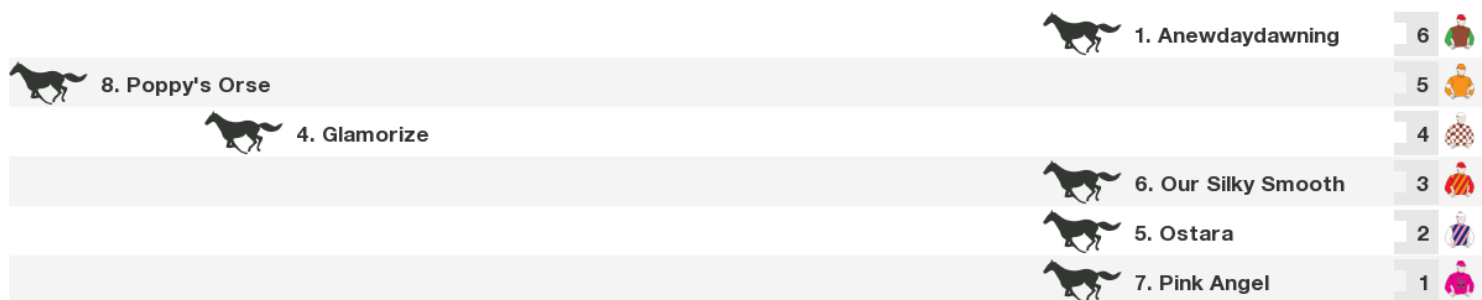 1. Anewdaydawning 6
8. Poppy's Orse 5
4. Glamorize 4
6. Our Silky Smooth 3
5. Ostara 2
7. Pink Angel 1